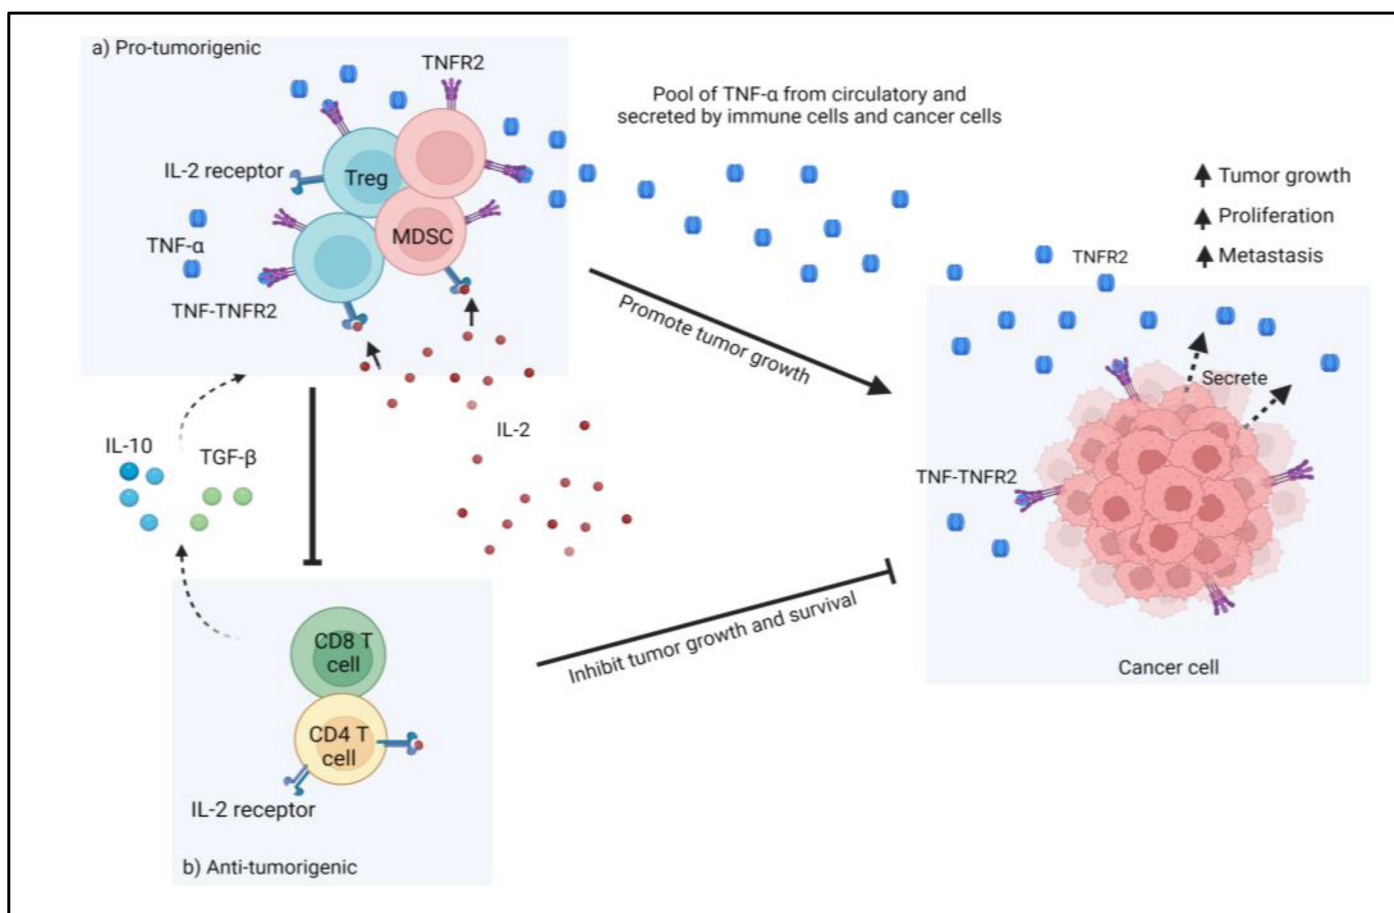 a) Pro-tumorigenic
TNFR2
IL-2 receptor
Treg
MDSC
TNF-α
TNF-TNFR2
Pool of TNF-α from circulatory and
secreted by immune cells and cancer cells
Tumor growth
Proliferation
Metastasis
TNFR2
Promote tumor growth
Secrete
TNF-TNFR2
Cancer cell
IL-10
TGF-β
IL-2
Inhibit tumor growth and survival
CD8 T
cell
CD4 T
cell
IL-2 receptor
b) Anti-tumorigenic